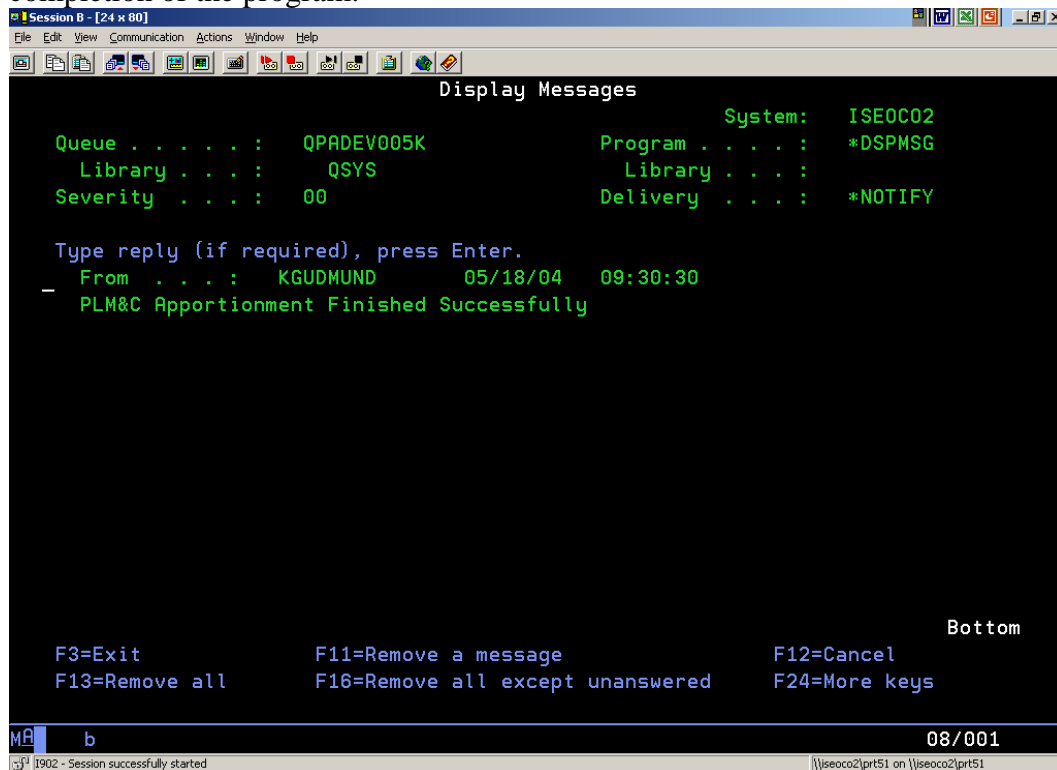 completion of the program.
Session B - [24 x 80]
File Edit View Communication Actions Window Help
Display Messages
System: ISEOCO2
Queue . . . . . : QPADEV005K Program . . . . : *DSPMSG
Library . . . : QSYS Library . . . :
Severity . . . : 00 Delivery . . . : *NOTIFY
Type reply (if required), press Enter.
From . . . : KGUDMUND 05/18/04 09:30:30
PLM&C Apportionment Finished Successfully
Bottom
F3=Exit F11=Remove a message F12=Cancel
F13=Remove all F16=Remove all except unanswered F24=More keys
MA b 08/001
I902 - Session successfully started \\iseoco2\prt51 on \\iseoco2\prt51